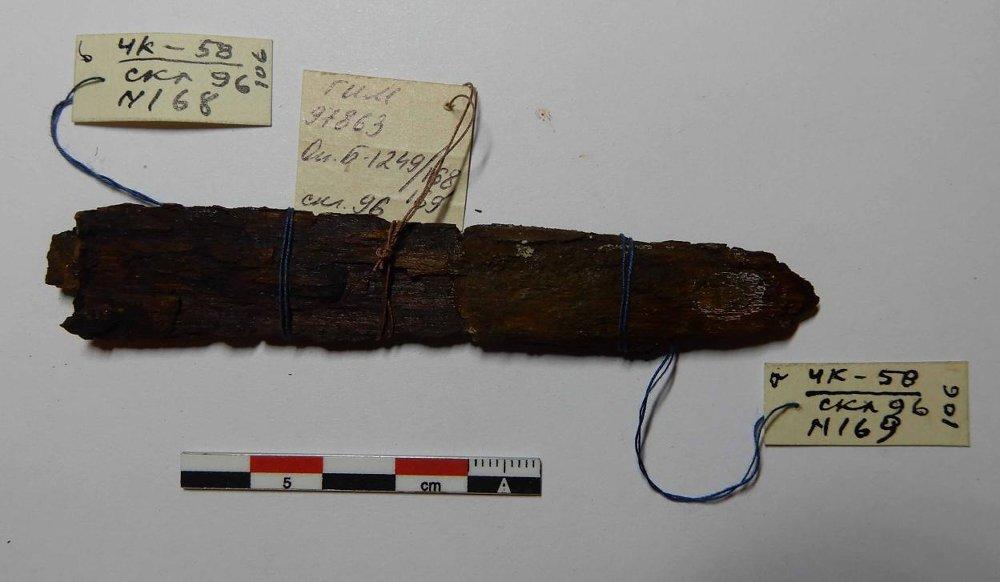 ЧК-58
скл 96
N168
106
ГИМ
97863
Оп.Б-1249/168
169
скл. 96
ЧК-58
скл 96
N169
106
5 cm
A